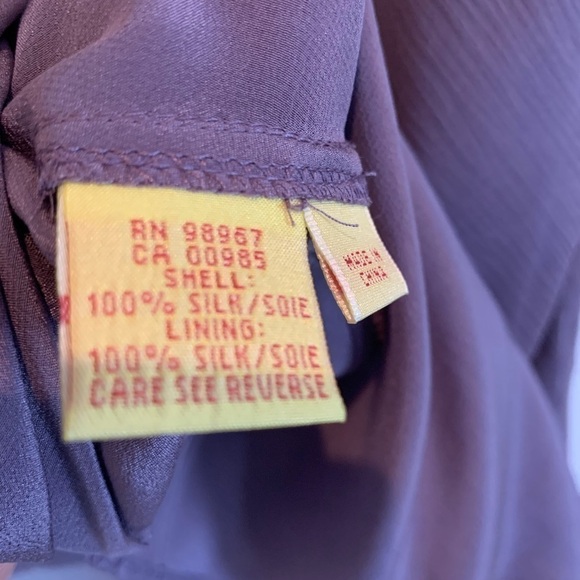 RN 98967
CA 00985
SHELL:
100% SILK/SOIE
LINING:
100% SILK/SOIE
CARE SEE REVERSE
MADE IN
CHINA